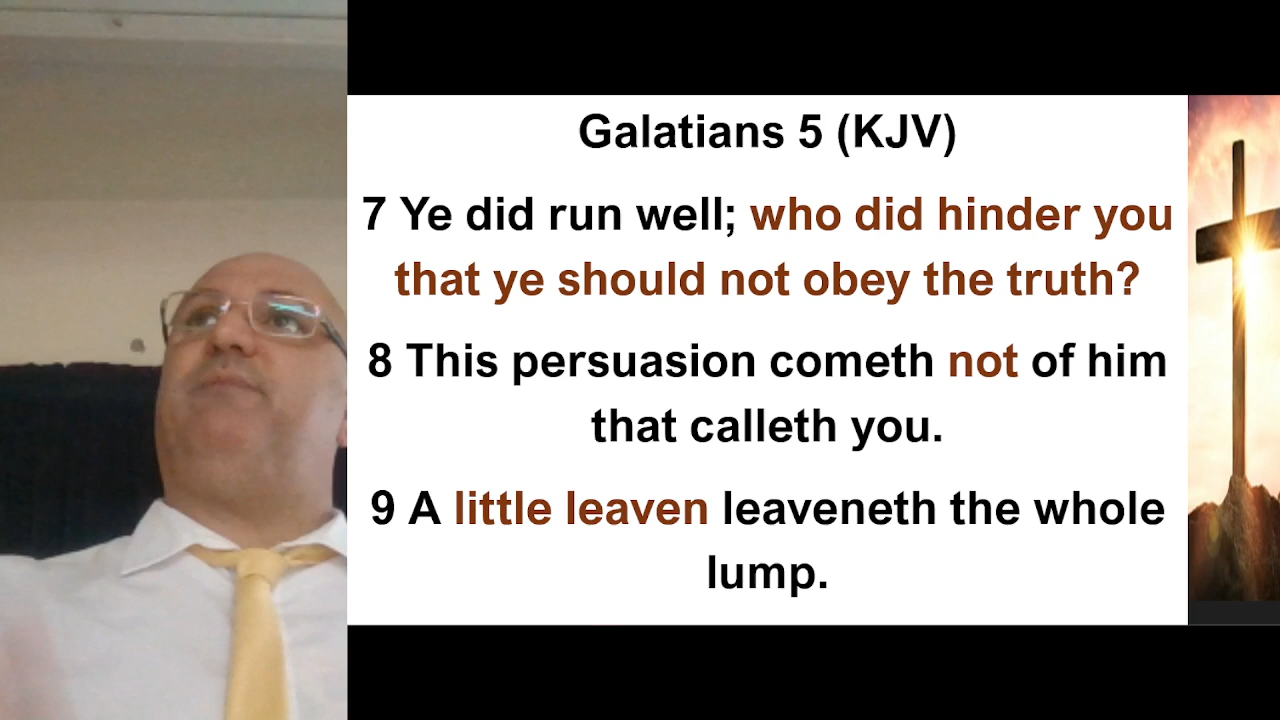 Galatians 5 (KJV)
7 Ye did run well; who did hinder you
that ye should not obey the truth?
8 This persuasion cometh not of him
that calleth you.
9 A little leaven leaveneth the whole
lump.